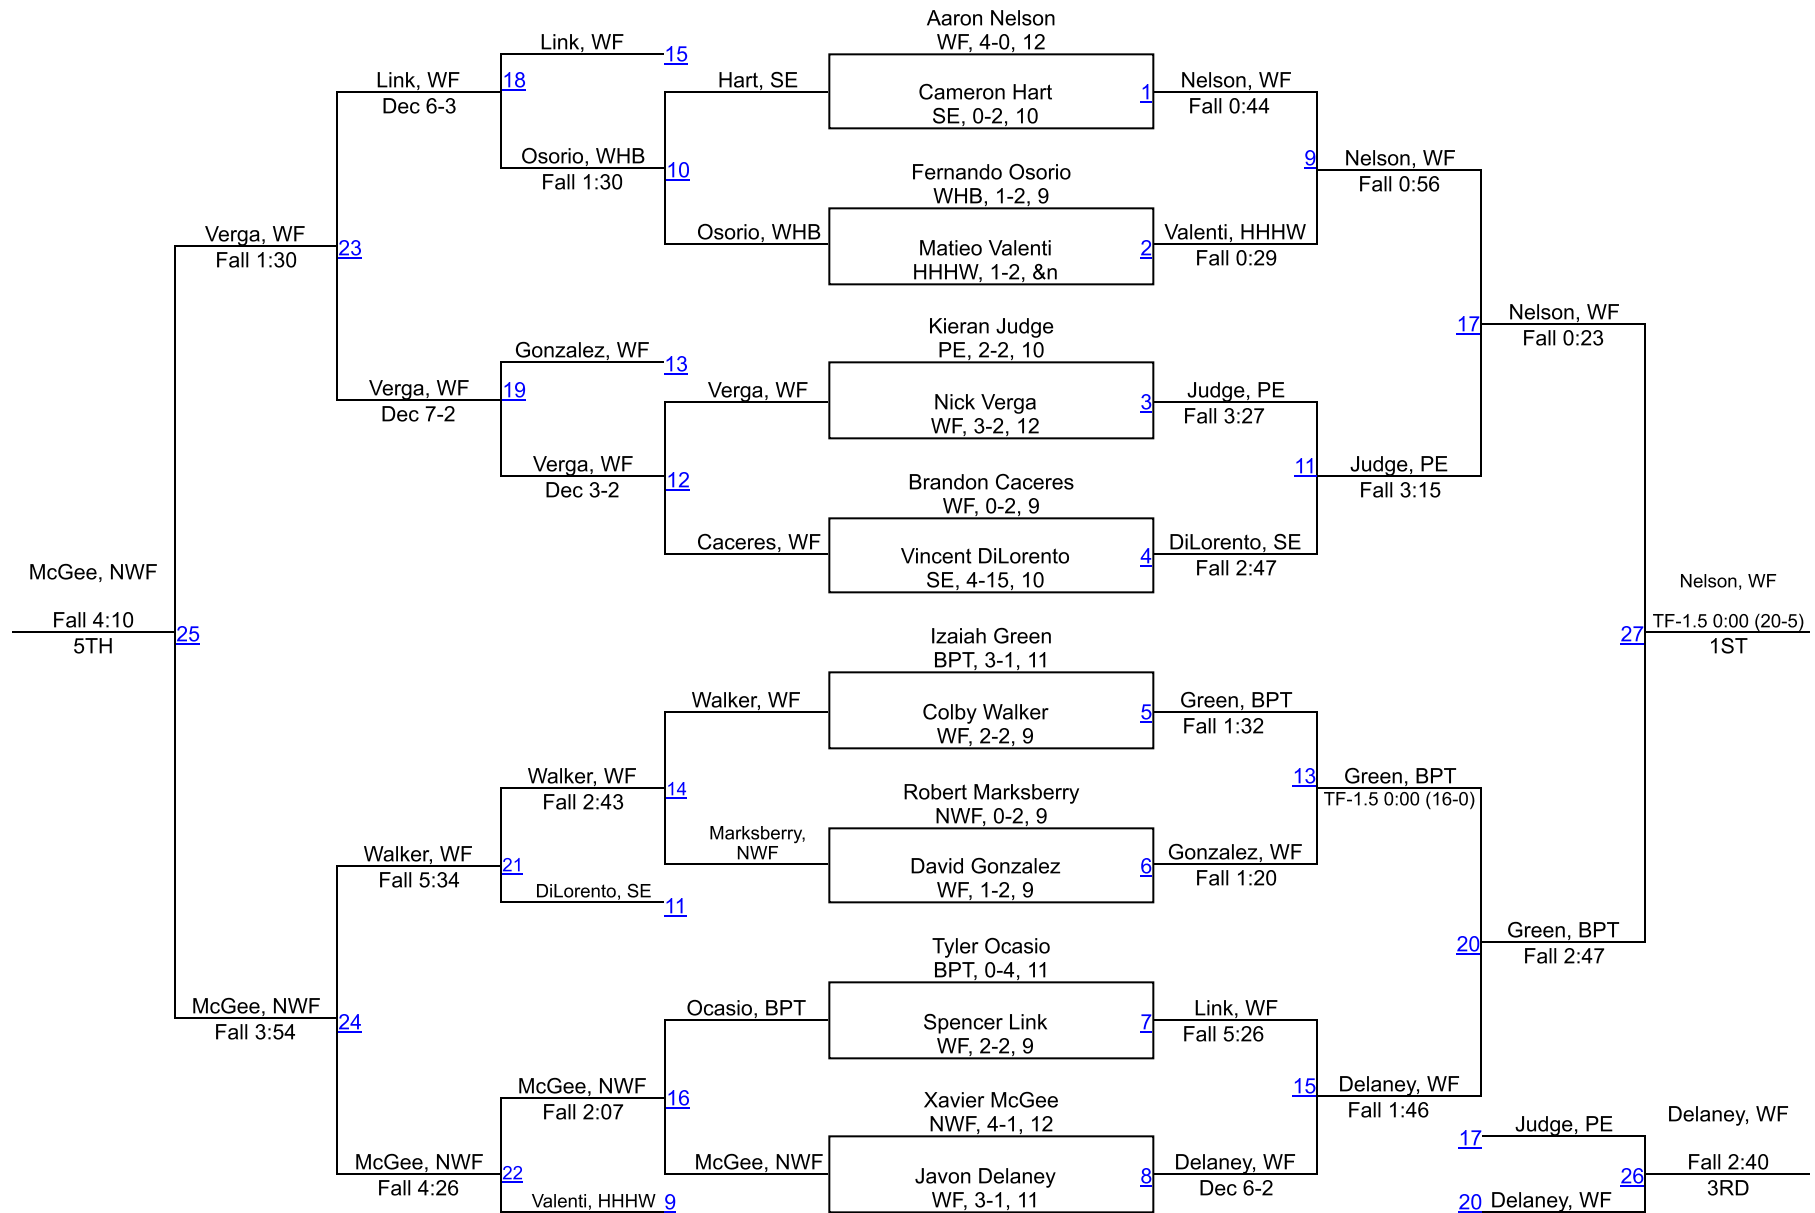 Link, WF
15
Link, WF
Dec 6-3
18
Osorio, WHB
Fall 1:30
Hart, SE
10
Osorio, WHB
Verga, WF
Fall 1:30
23
Gonzalez, WF
13
Verga, WF
Dec 7-2
19
Verga, WF
Dec 3-2
Verga, WF
12
Caceres, WF
McGee, NWF
Fall 4:10
5TH
25
Walker, WF
Walker, WF
Fall 2:43
14
Marksberry,
NWF
Walker, WF
Fall 5:34
21
DiLorento, SE
11
McGee, NWF
Fall 3:54
24
Ocasio, BPT
McGee, NWF
Fall 2:07
16
McGee, NWF
McGee, NWF
Fall 4:26
22
Valenti, HHHW
9
Aaron Nelson
WF, 4-0, 12
Cameron Hart
SE, 0-2, 10
1
Fernando Osorio
WHB, 1-2, 9
Matieo Valenti
HHHW, 1-2, &n
2
Kieran Judge
PE, 2-2, 10
Nick Verga
WF, 3-2, 12
3
Brandon Caceres
WF, 0-2, 9
Vincent DiLorento
SE, 4-15, 10
4
Izaiah Green
BPT, 3-1, 11
Colby Walker
WF, 2-2, 9
5
Robert Marksberry
NWF, 0-2, 9
David Gonzalez
WF, 1-2, 9
6
Tyler Ocasio
BPT, 0-4, 11
Spencer Link
WF, 2-2, 9
7
Xavier McGee
NWF, 4-1, 12
Javon Delaney
WF, 3-1, 11
8
Nelson, WF
Fall 0:44
9
Nelson, WF
Fall 0:56
Valenti, HHHW
Fall 0:29
17
Nelson, WF
Fall 0:23
Judge, PE
Fall 3:27
11
Judge, PE
Fall 3:15
DiLorento, SE
Fall 2:47
Nelson, WF
27
TF-1.5 0:00 (20-5)
1ST
Green, BPT
Fall 1:32
13
Green, BPT
TF-1.5 0:00 (16-0)
Gonzalez, WF
Fall 1:20
20
Green, BPT
Fall 2:47
Link, WF
Fall 5:26
15
Delaney, WF
Fall 1:46
Delaney, WF
Dec 6-2
17
Judge, PE
Delaney, WF
26
Fall 2:40
3RD
20
Delaney, WF